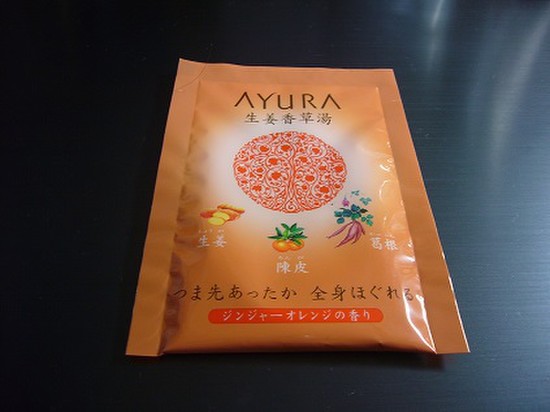 AYURA
生姜香草湯
生姜
陳皮
葛根
つま先あったか 全身ほぐれる
ジンジャーオレンジの香り